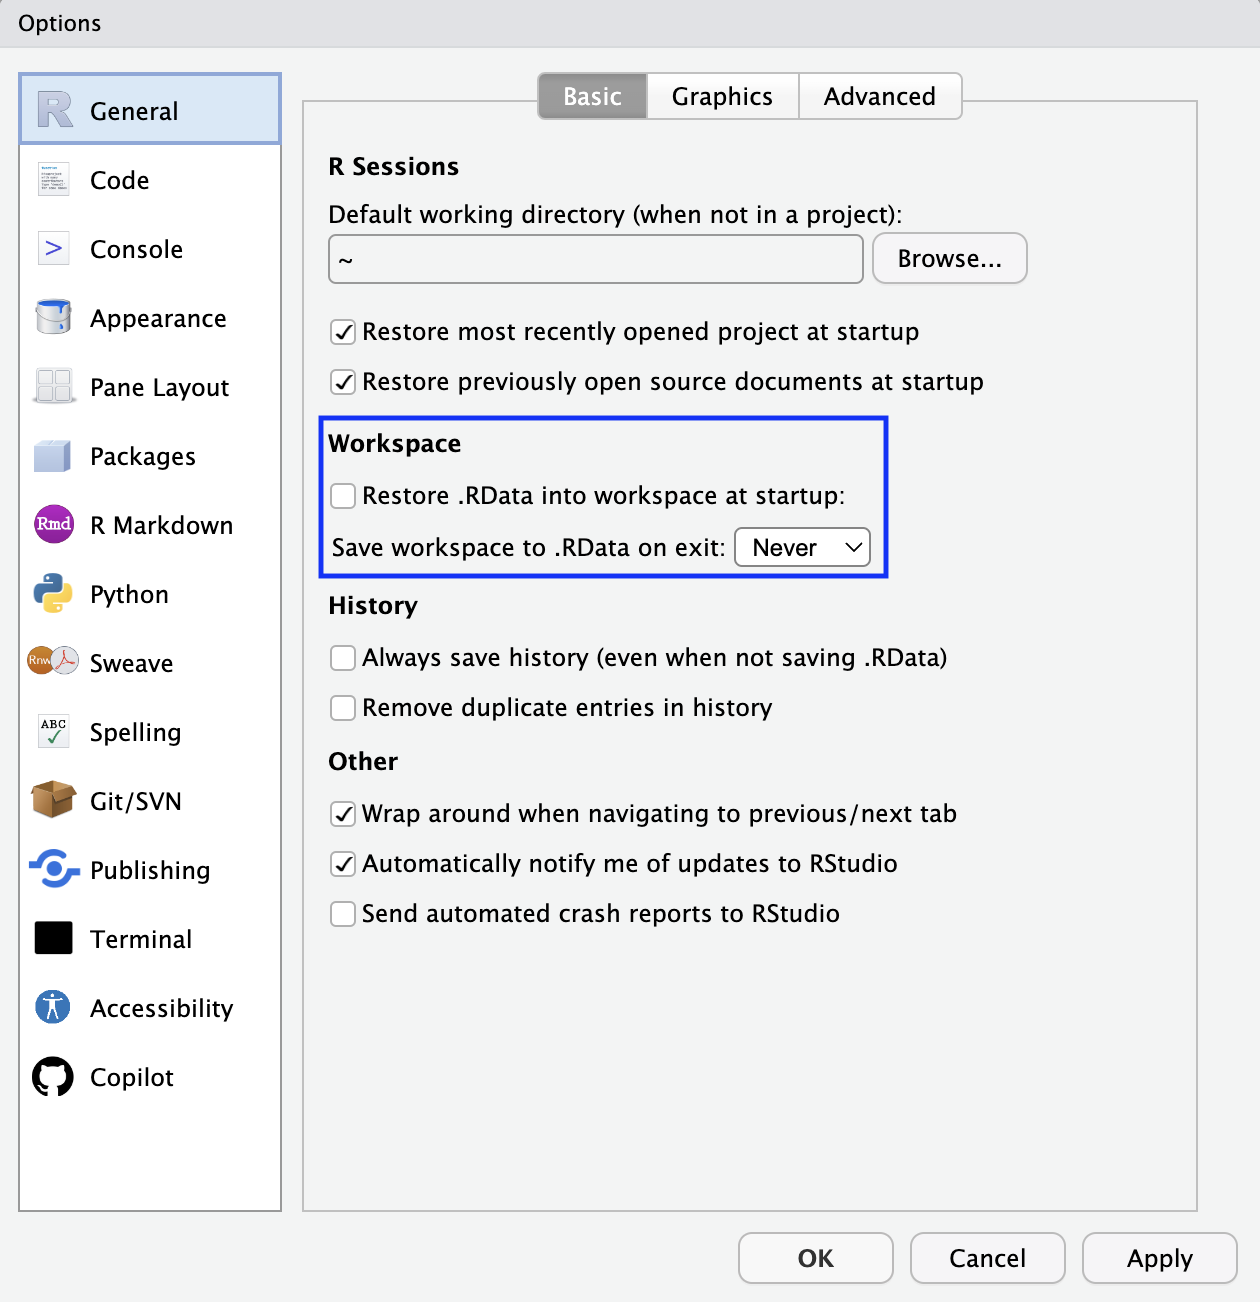 Options
General
Code
Console
Appearance
Pane Layout
Packages
Rmd R Markdown
Python
Rnw Sweave
ABC Spelling
Git/SVN
Publishing
Terminal
Accessibility
Copilot
Basic Graphics Advanced
R Sessions
Default working directory (when not in a project):
~ Browse...
Restore most recently opened project at startup
Restore previously open source documents at startup
Workspace
Restore .RData into workspace at startup:
Save workspace to .RData on exit: Never
History
Always save history (even when not saving .RData)
Remove duplicate entries in history
Other
Wrap around when navigating to previous/next tab
Automatically notify me of updates to RStudio
Send automated crash reports to RStudio
OK Cancel Apply